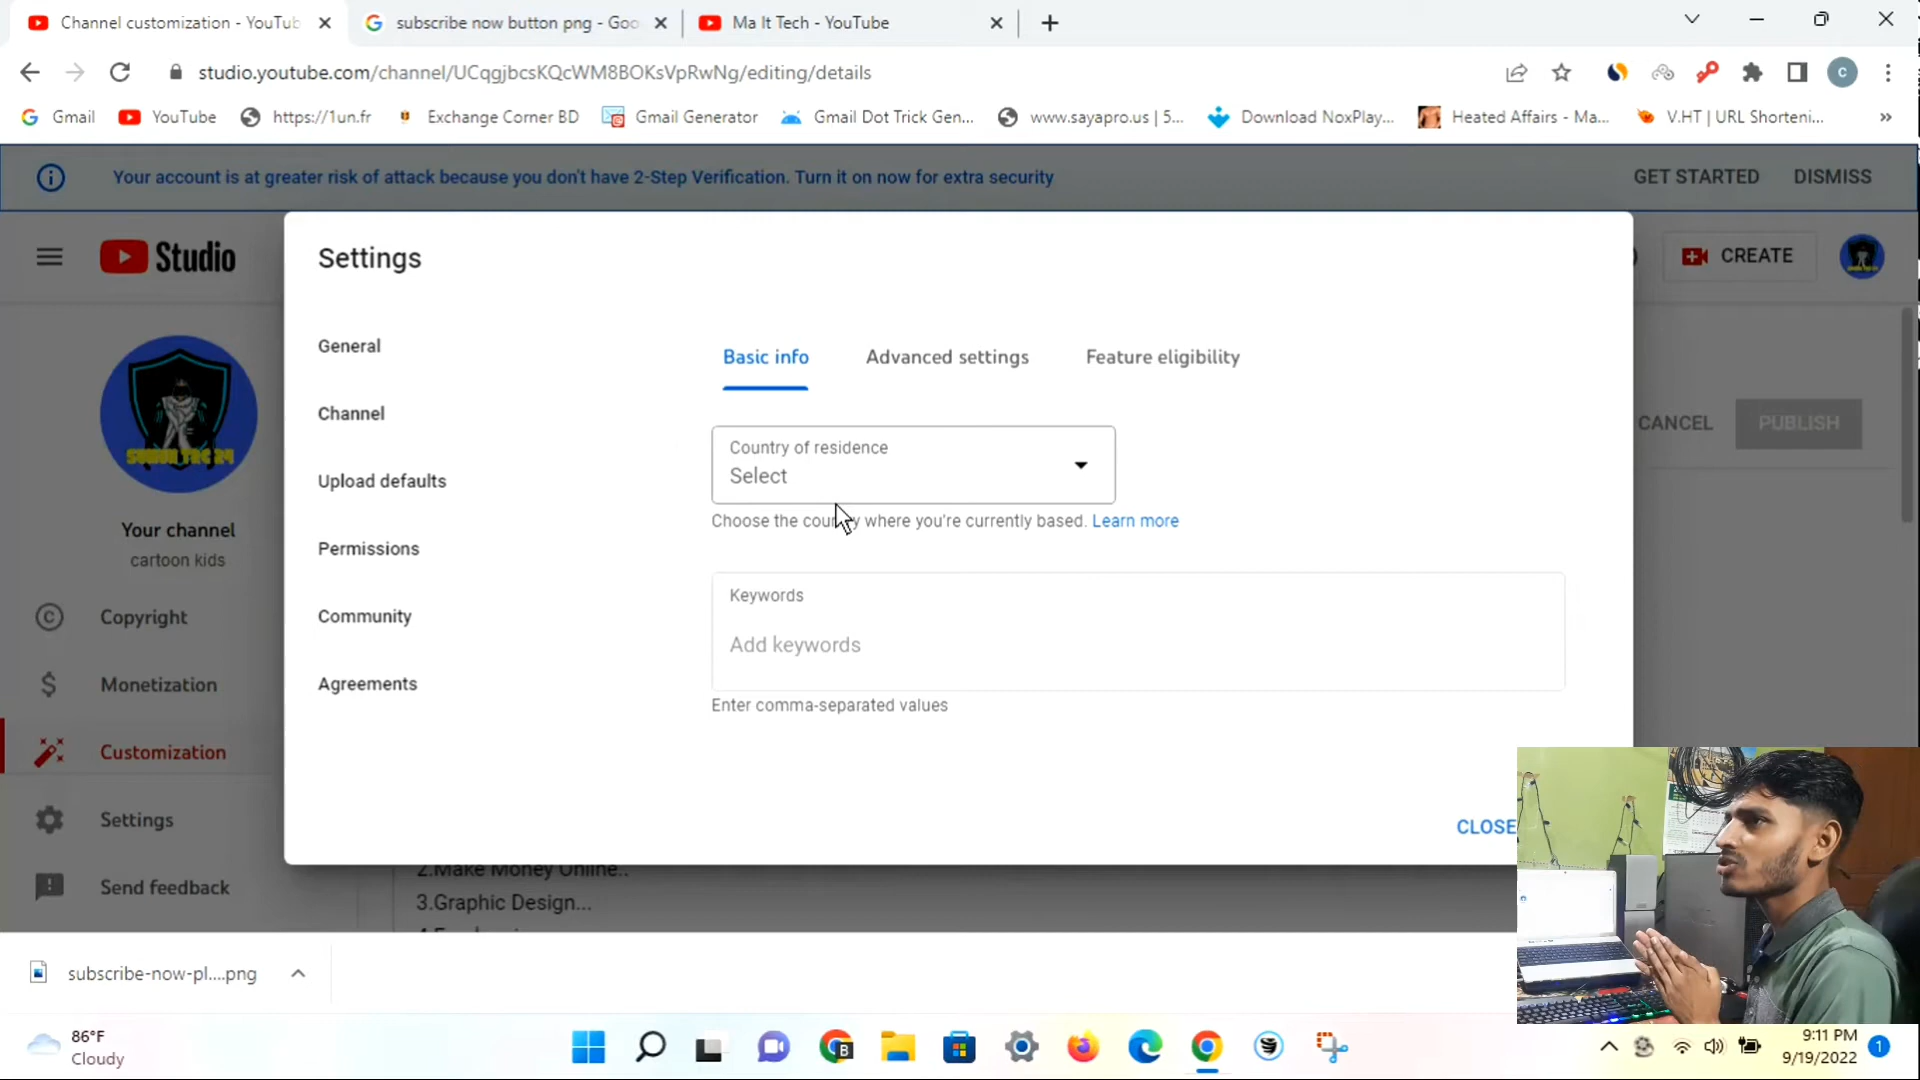 Channel customization - YouTub
subscribe now button png - Goo
Ma It Tech - YouTube
studio.youtube.com/channel/UCqgjbcsKQcWM8BOKsVpRwNg/editing/details
C
Gmail
YouTube
https://1un.fr
Exchange Corner BD
Gmail Generator
Gmail Dot Trick Gen...
www.sayapro.us | 5...
Download NoxPlay...
Heated Affairs - Ma...
V.HT | URL Shorteni...
Your account is at greater risk of attack because you don't have 2-Step Verification. Turn it on now for extra security
GET STARTED
DISMISS
Studio
CREATE
Settings
General
Channel
Upload defaults
Permissions
Community
Agreements
Basic info
Advanced settings
Feature eligibility
Country of residence
Select
Choose the country where you're currently based. Learn more
Keywords
Add keywords
Enter comma-separated values
CLOSE
CANCEL
PUBLISH
Your channel
cartoon kids
Copyright
Monetization
Customization
Settings
Send feedback
2.Make Money Online..
3.Graphic Design...
subscribe-now-pl....png
86°F
Cloudy
B
9:11 PM
9/19/2022
1